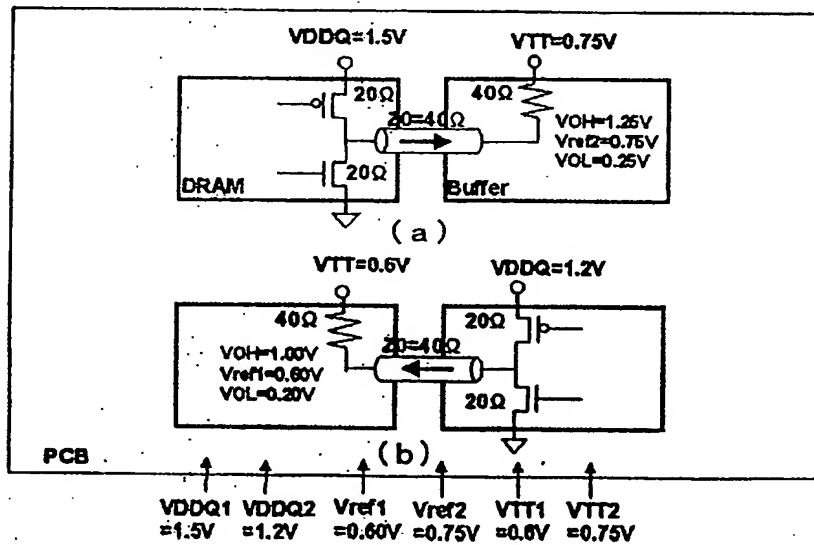 VDDQ=1.5V
VTT=0.75V
20Ω
40Ω
Z0=40Ω
VOH=1.25V
Vref2=0.75V
VOL=0.25V
20Ω
DRAM
Buffer
(a)
VTT=0.6V
VDDQ=1.2V
40Ω
20Ω
Z0=40Ω
VOH=1.00V
Vref1=0.60V
VOL=0.20V
20Ω
(b)
PCB
VDDQ1 VDDQ2 Vref1 Vref2 VTT1 VTT2
=1.5V =1.2V =0.60V =0.75V =0.6V =0.75V